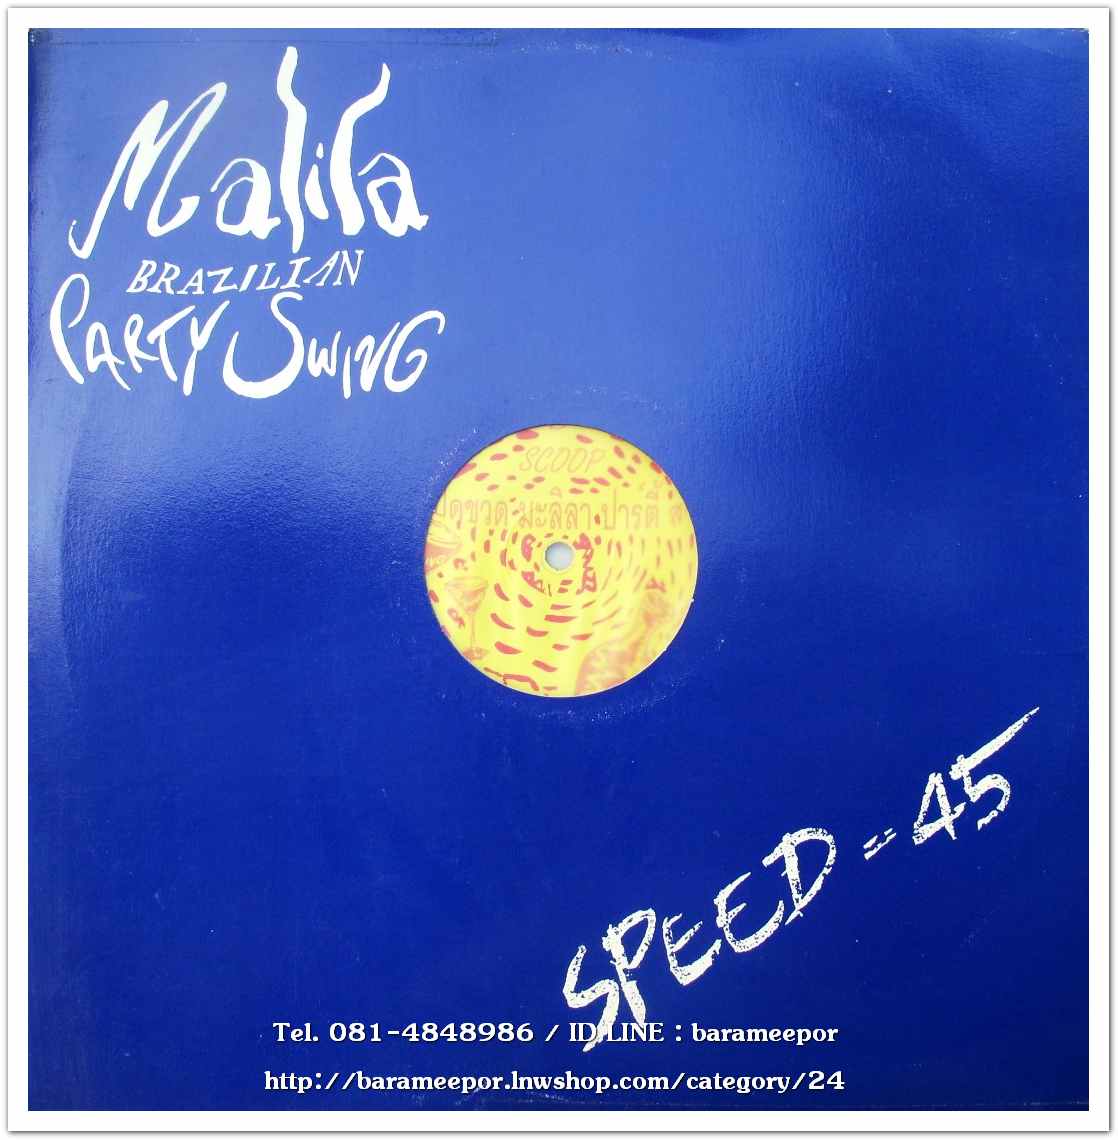 Malila
BRAZILIAN
PARTY SWING
SCOOP
มะลิลา ปาร์ตี้
SPEED = 45
Tel. 081-4848986 / ID LINE : barameepor
http://barameepor.lnwshop.com/category/24